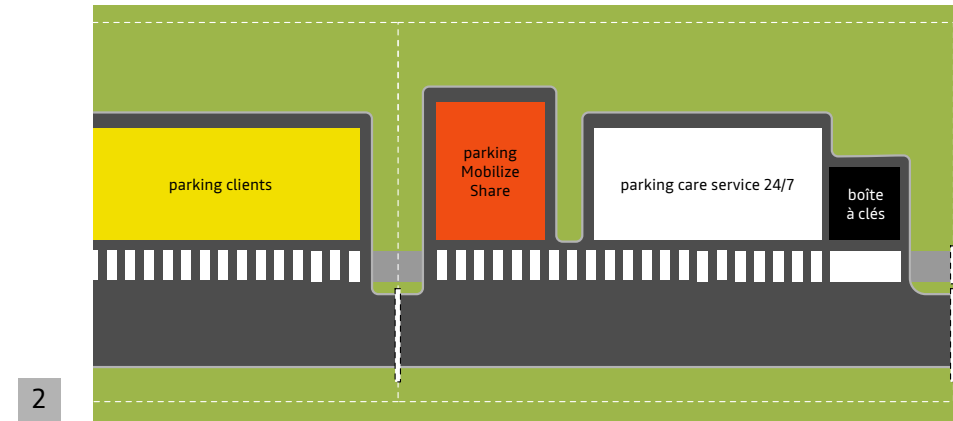 parking clients
parking
Mobilize
Share
parking care service 24/7
boîte
à clés
2